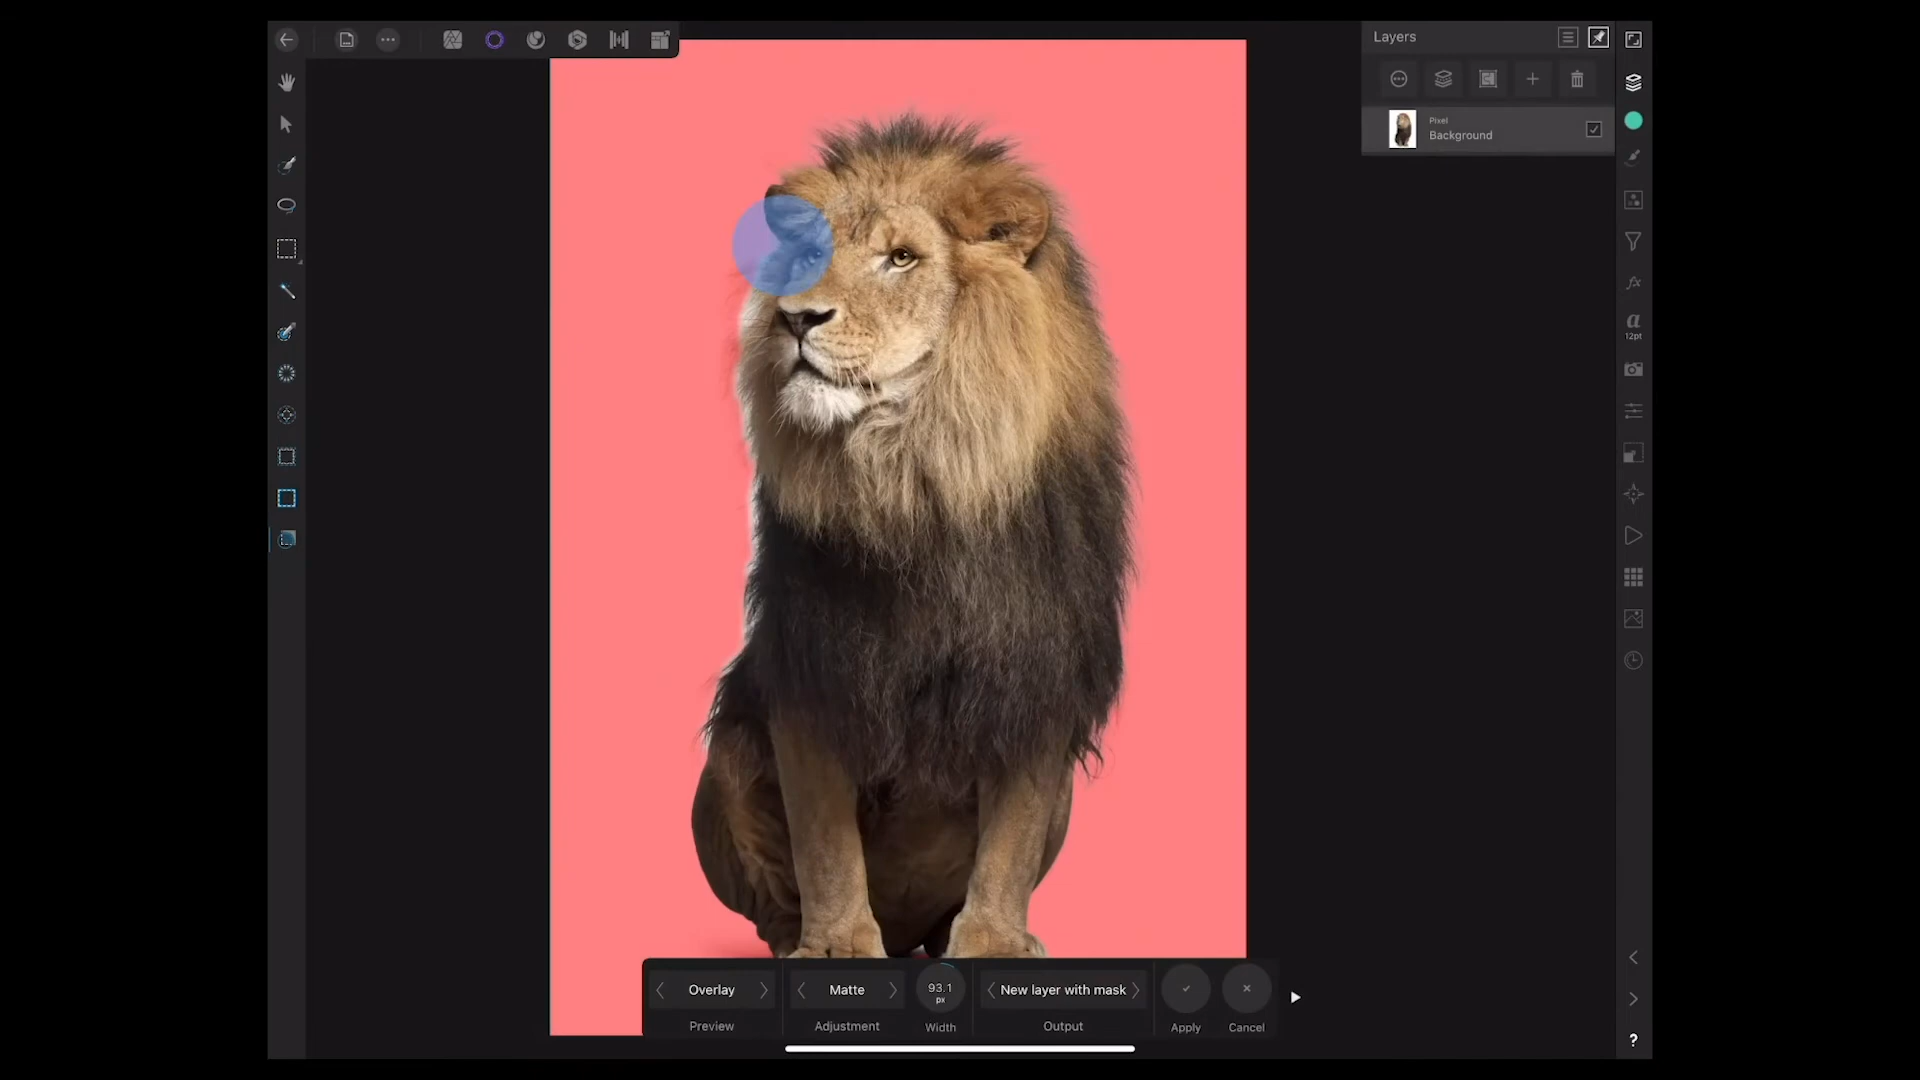 Layers
Pixel
Background
a
12pt
Overlay
Matte
93.1
px
New layer with mask
Apply
Cancel
Preview
Adjustment
Width
Output
?